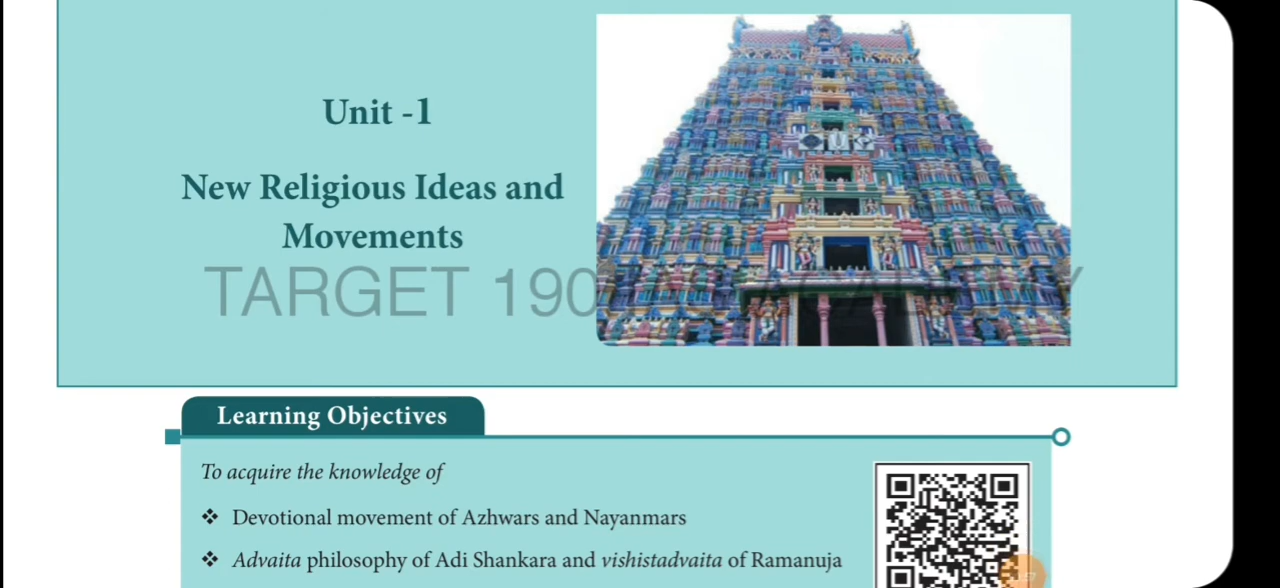 Unit -1
New Religious Ideas and
Movements
TARGET 190
Learning Objectives
To acquire the knowledge of
❖ Devotional movement of Azhwars and Nayanmars
❖ Advaita philosophy of Adi Shankara and vishistadvaita of Ramanuja